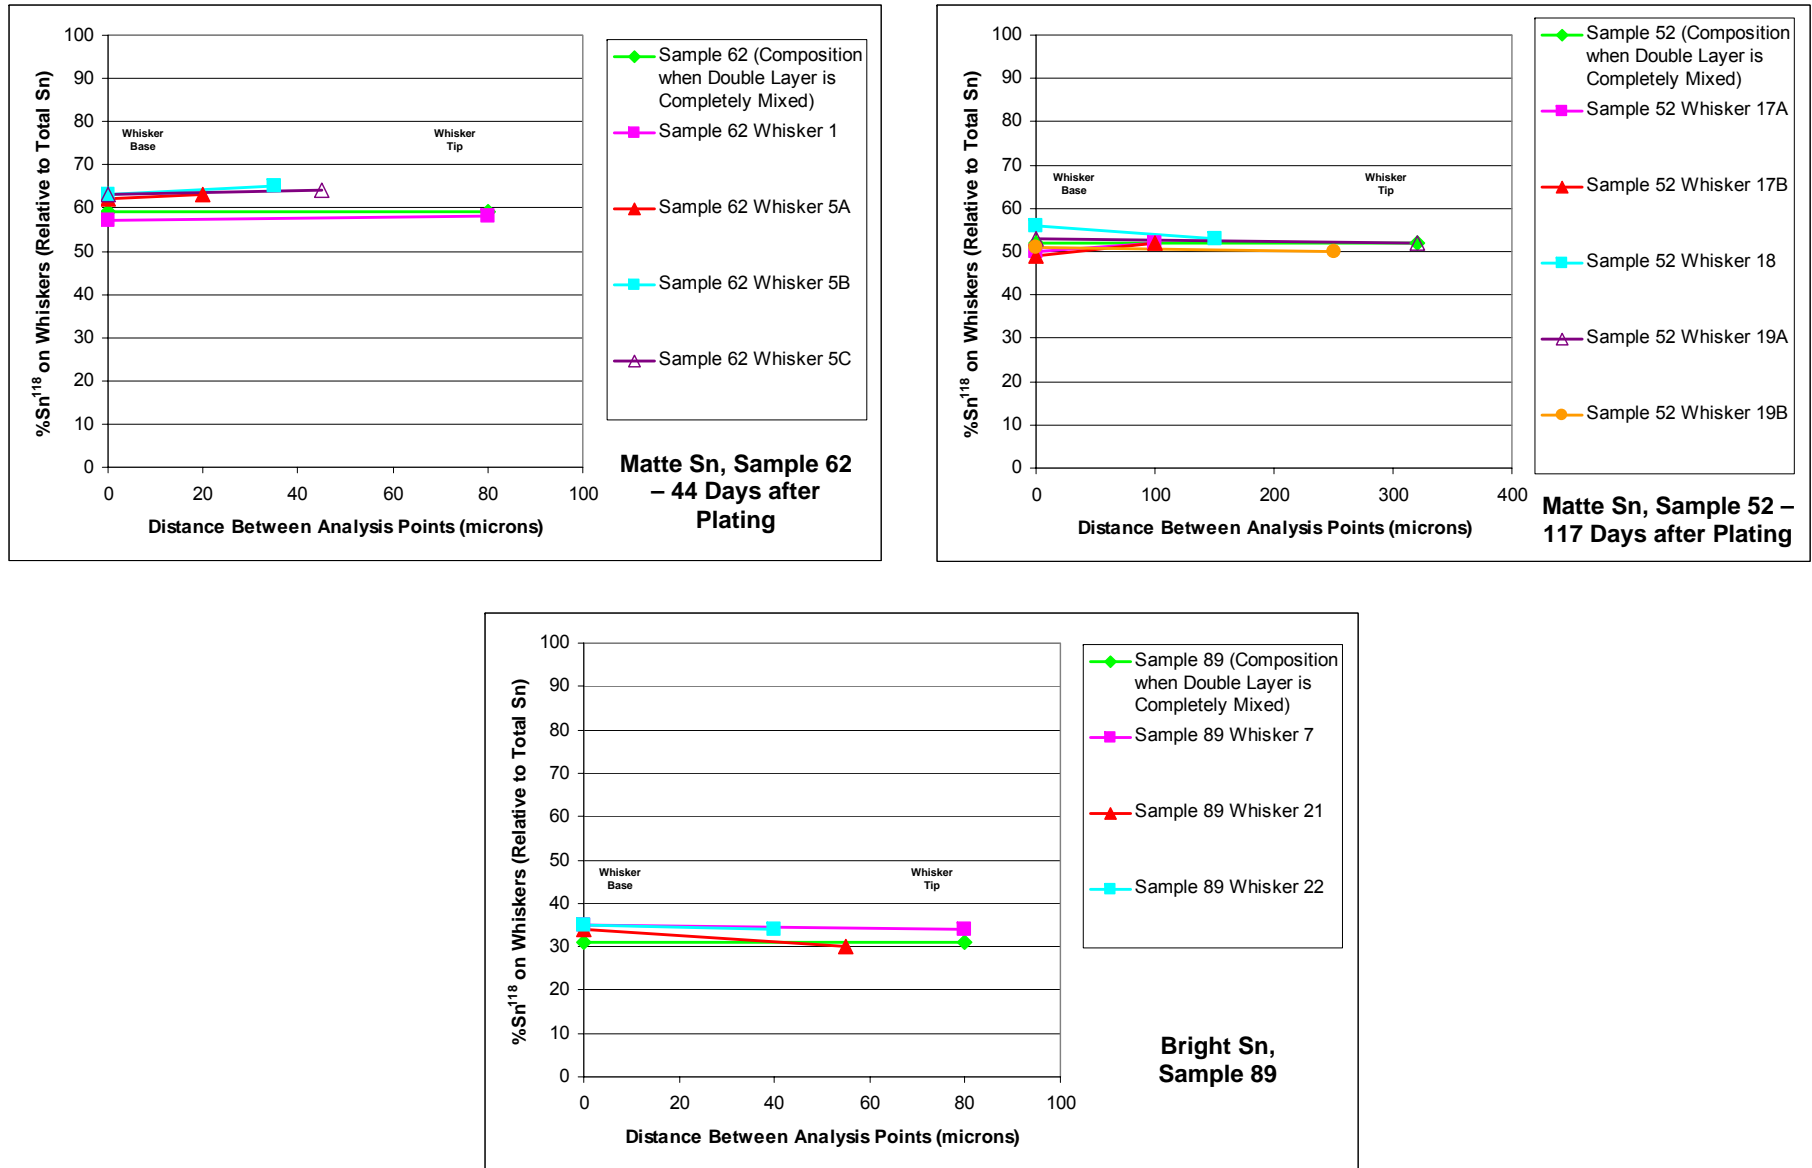 100
90
80
70
60
50
40
30
20
10
0
%Sn¹¹⁸ on Whiskers (Relative to Total Sn)
Whisker
Base
Whisker
Tip
0 20 40 60 80 100
Distance Between Analysis Points (microns)
Sample 62 (Composition
when Double Layer is
Completely Mixed)
Sample 62 Whisker 1
Sample 62 Whisker 5A
Sample 62 Whisker 5B
Sample 62 Whisker 5C
Matte Sn, Sample 62
– 44 Days after
Plating
100
90
80
70
60
50
40
30
20
10
0
%Sn¹¹⁸ on Whiskers (Relative to Total Sn)
Whisker
Base
Whisker
Tip
0 100 200 300 400
Distance Between Analysis Points (microns)
Sample 52 (Composition
when Double Layer is
Completely Mixed)
Sample 52 Whisker 17A
Sample 52 Whisker 17B
Sample 52 Whisker 18
Sample 52 Whisker 19A
Sample 52 Whisker 19B
Matte Sn, Sample 52 –
117 Days after Plating
100
90
80
70
60
50
40
30
20
10
0
%Sn¹¹⁸ on Whiskers (Relative to Total Sn)
Whisker
Base
Whisker
Tip
0 20 40 60 80 100
Distance Between Analysis Points (microns)
Sample 89 (Composition
when Double Layer is
Completely Mixed)
Sample 89 Whisker 7
Sample 89 Whisker 21
Sample 89 Whisker 22
Bright Sn,
Sample 89